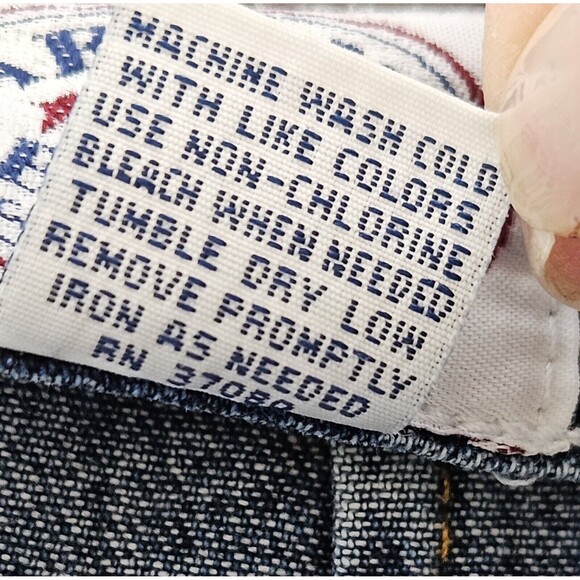 MACHINE WASH COLD
WITH LIKE COLORS
USE NON-CHLORINE
BLEACH WHEN NEEDED
TUMBLE DRY LOW
REMOVE PROMPTLY
IRON AS NEEDED
RN